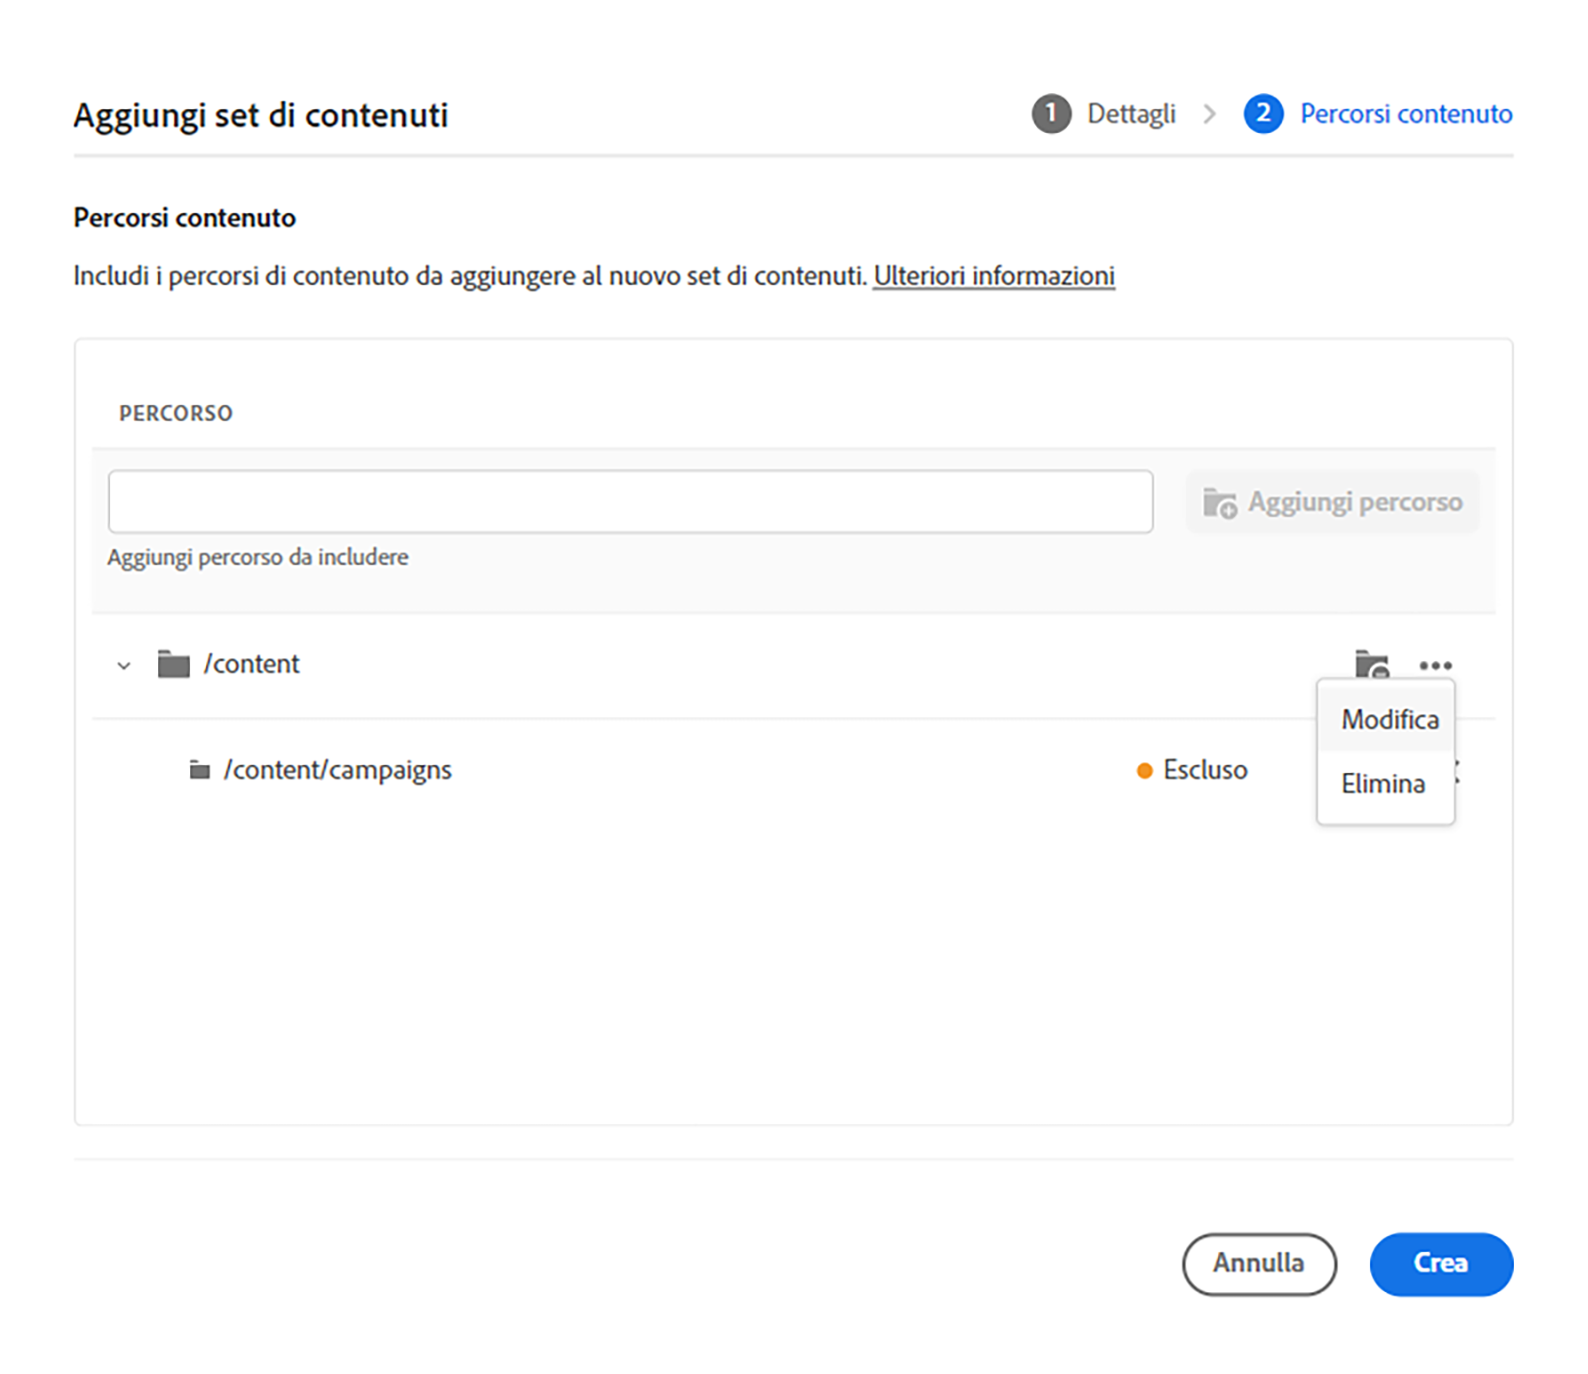 Aggiungi set di contenuti
1 Dettagli > 2 Percorsi contenuto
Percorsi contenuto
Includi i percorsi di contenuto da aggiungere al nuovo set di contenuti. Ulteriori informazioni
PERCORSO
Aggiungi percorso
Aggiungi percorso da includere
/content
Modifica
/content/campaigns
Escluso
Elimina
Annulla
Crea